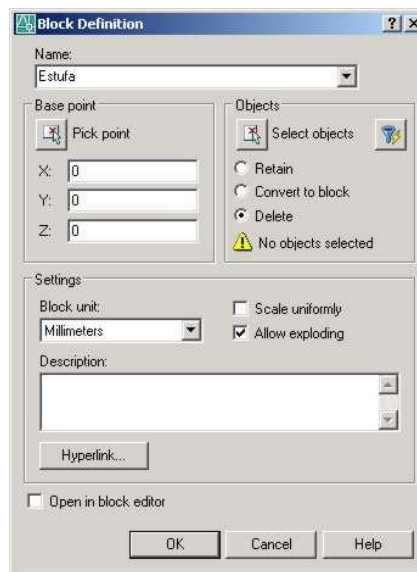 Block Definition
Name:
Estufa
Base point
Pick point
X: 0
Y: 0
Z: 0
Objects
Select objects
Retain
Convert to block
Delete
No objects selected
Settings
Block unit:
Millimeters
Scale uniformly
Allow exploding
Description:
Hyperlink...
Open in block editor
OK Cancel Help